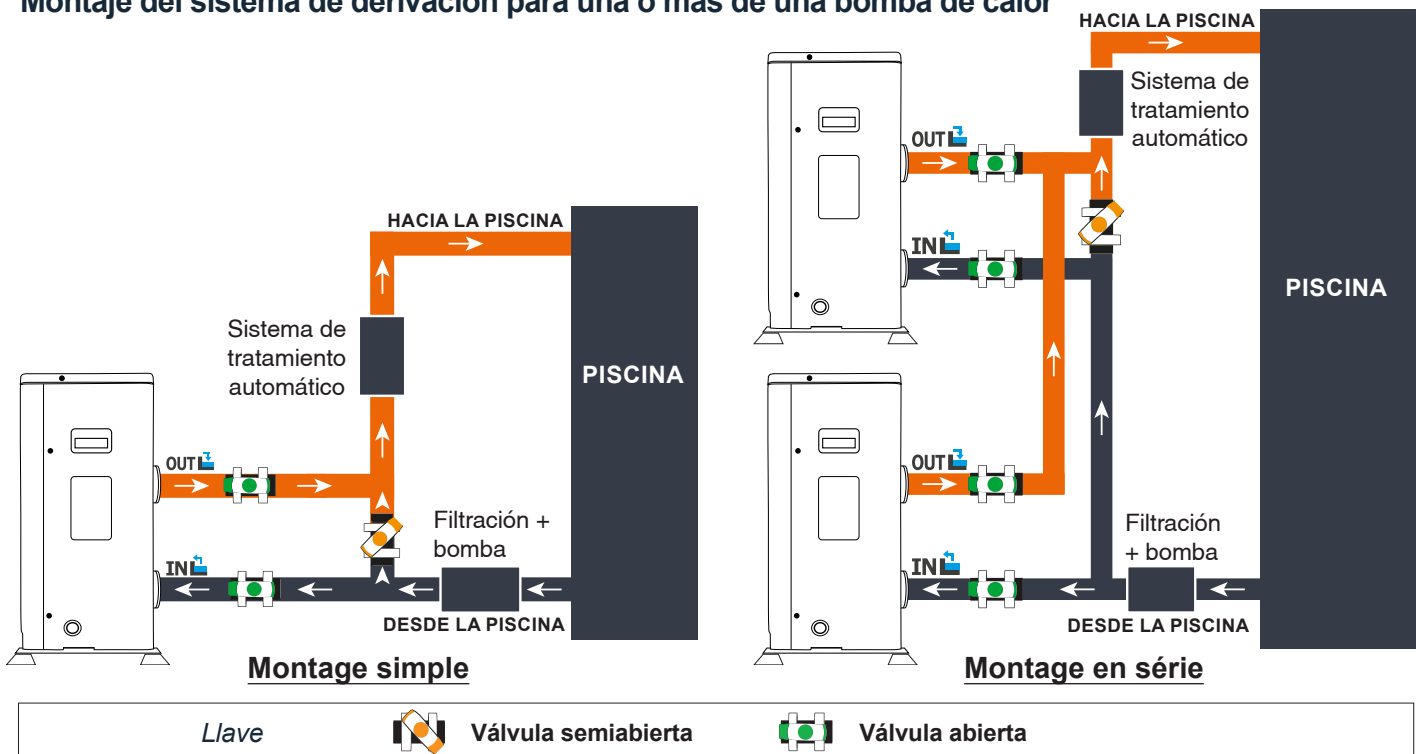 Montaje del sistema de derivación para una o más de una bomba de calor
HACIA LA PISCINA
Sistema de
tratamiento
automático
OUT
IN
PISCINA
OUT
IN
Filtración
+ bomba
DESDE LA PISCINA
Montage en série
HACIA LA PISCINA
Sistema de
tratamiento
automático
PISCINA
OUT
IN
Filtración +
bomba
DESDE LA PISCINA
Montage simple
Llave
Válvula semiabierta
Válvula abierta